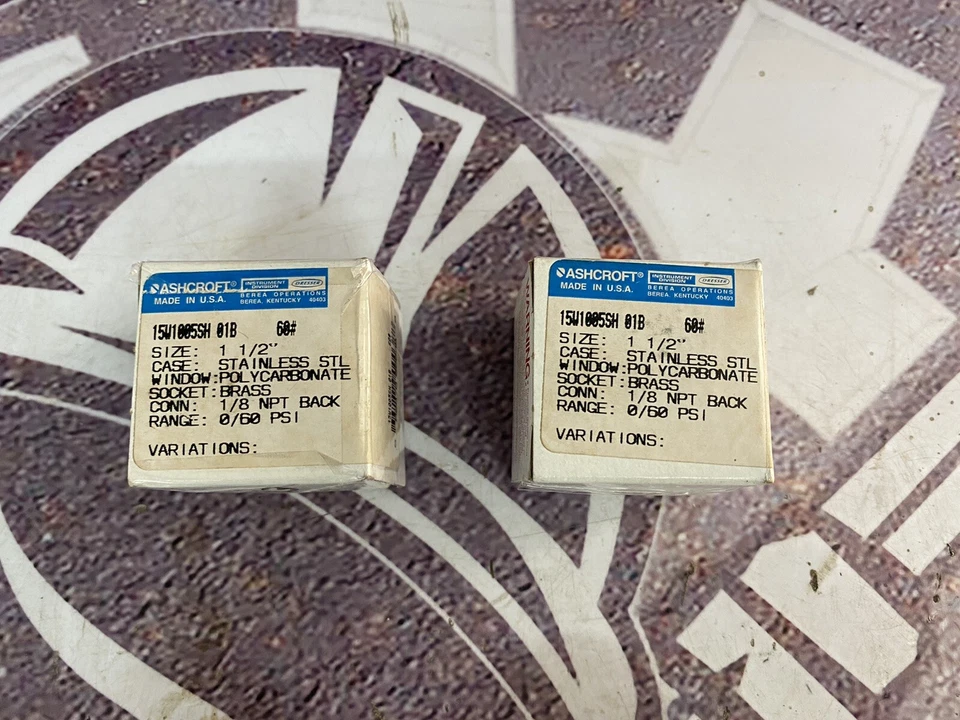 ASHCROFT®
INSTRUMENT DIVISION DRESSER
MADE IN U.S.A.
BEREA OPERATIONS
BEREA, KENTUCKY 40403
15W1005SH 01B 60#
SIZE: 1 1/2"
CASE: STAINLESS STL
WINDOW:POLYCARBONATE
SOCKET:BRASS
CONN: 1/8 NPT BACK
RANGE: 0/60 PSI
VARIATIONS:
WARNING:
ASHCROFT®
INSTRUMENT DIVISION DRESSER
MADE IN U.S.A.
BEREA OPERATIONS
BEREA, KENTUCKY 40403
15W1005SH 01B 60#
SIZE: 1 1/2"
CASE: STAINLESS STL
WINDOW:POLYCARBONATE
SOCKET:BRASS
CONN: 1/8 NPT BACK
RANGE: 0/60 PSI
VARIATIONS: